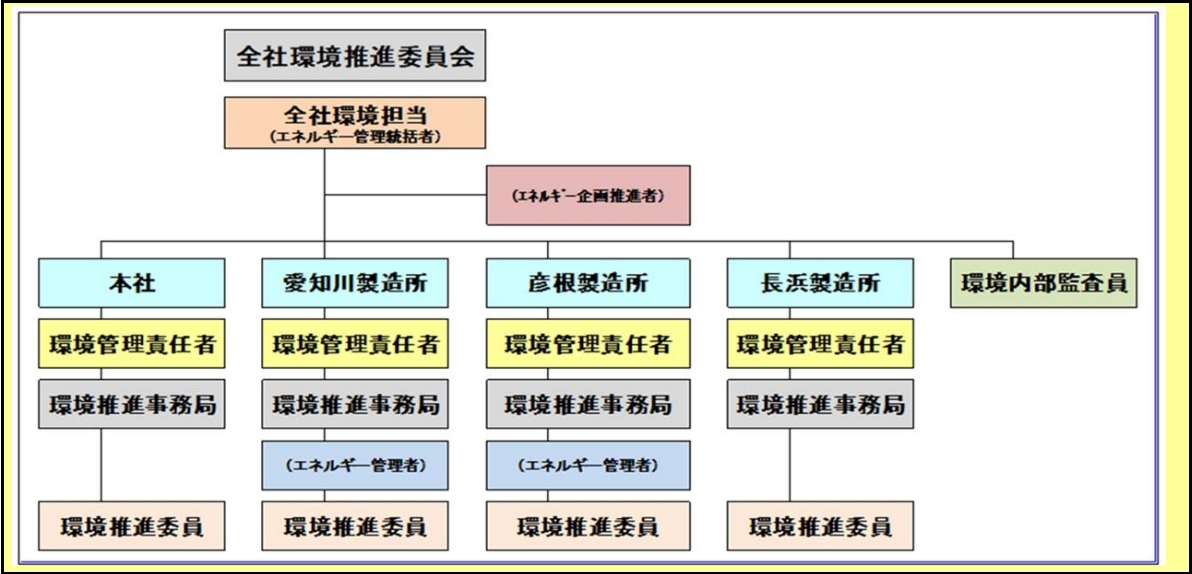 全社環境推進委員会
全社環境担当
(エネルギー管理統括者)
(ｴﾈﾙｷﾞｰ企画推進者)
本社
愛知川製造所
彦根製造所
長浜製造所
環境内部監査員
環境管理責任者
環境管理責任者
環境管理責任者
環境管理責任者
環境推進事務局
環境推進事務局
環境推進事務局
環境推進事務局
(エネルギー管理者)
(エネルギー管理者)
環境推進委員
環境推進委員
環境推進委員
環境推進委員